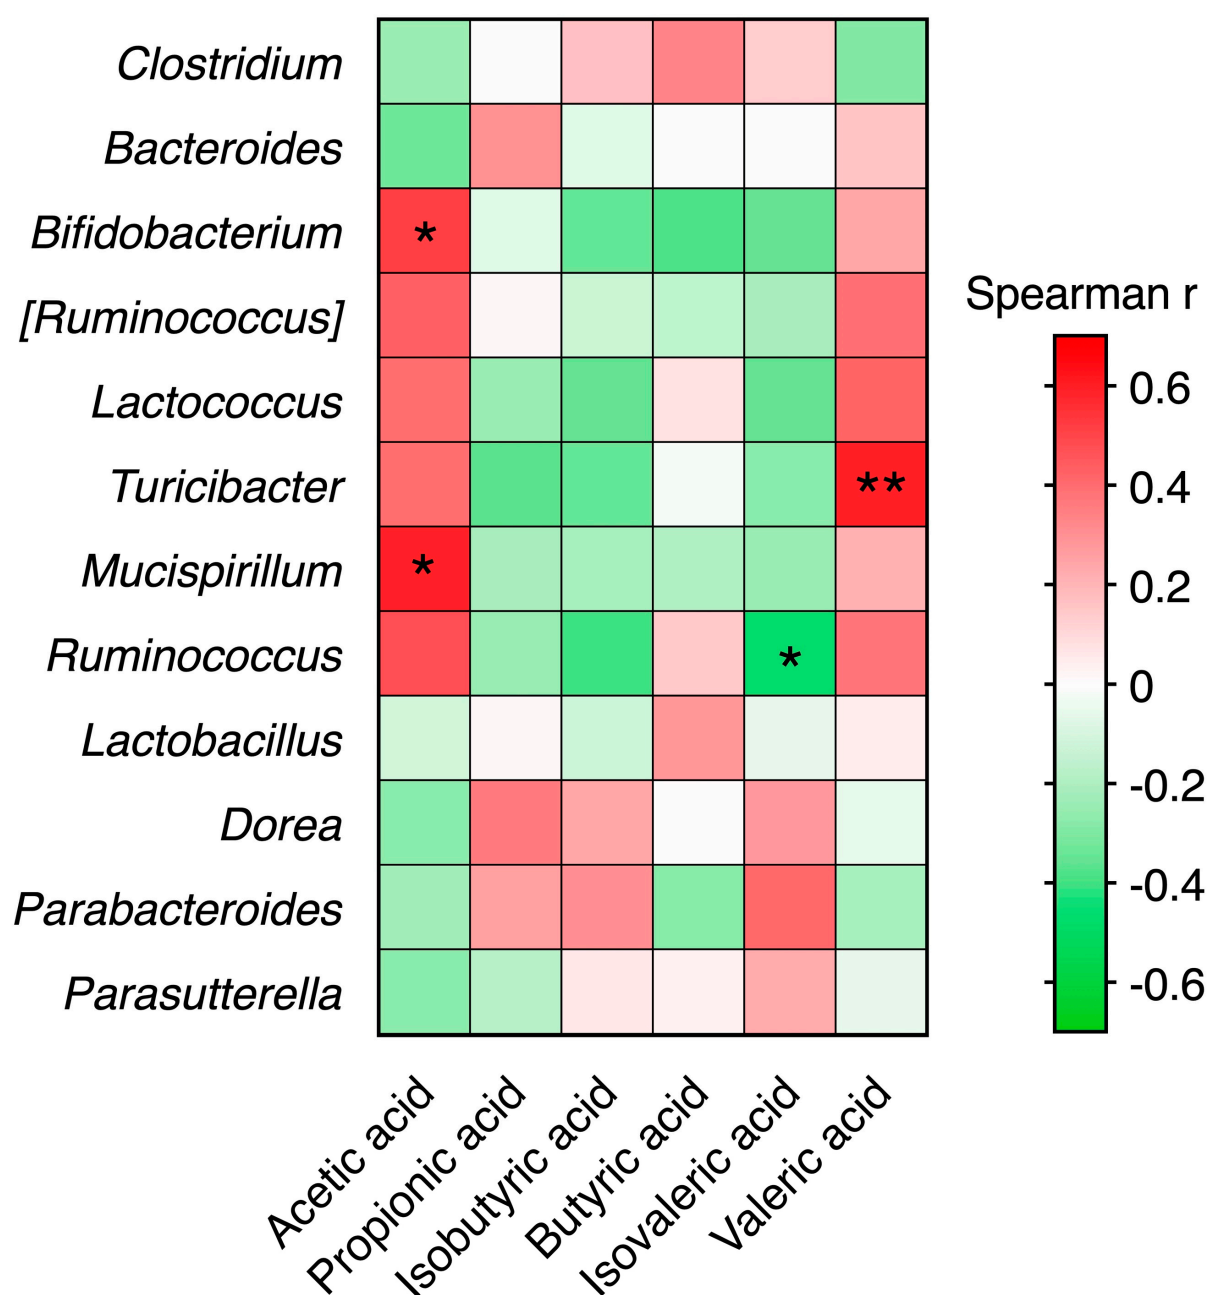 Clostridium
Bacteroides
Bifidobacterium
*
[Ruminococcus]
Lactococcus
Turicibacter
**
Mucispirillum
*
Ruminococcus
*
Lactobacillus
Dorea
Parabacteroides
Parasutterella
Acetic acid
Propionic acid
Isobutyric acid
Butyric acid
Isovaleric acid
Valeric acid
Spearman r
0.6
0.4
0.2
0
-0.2
-0.4
-0.6